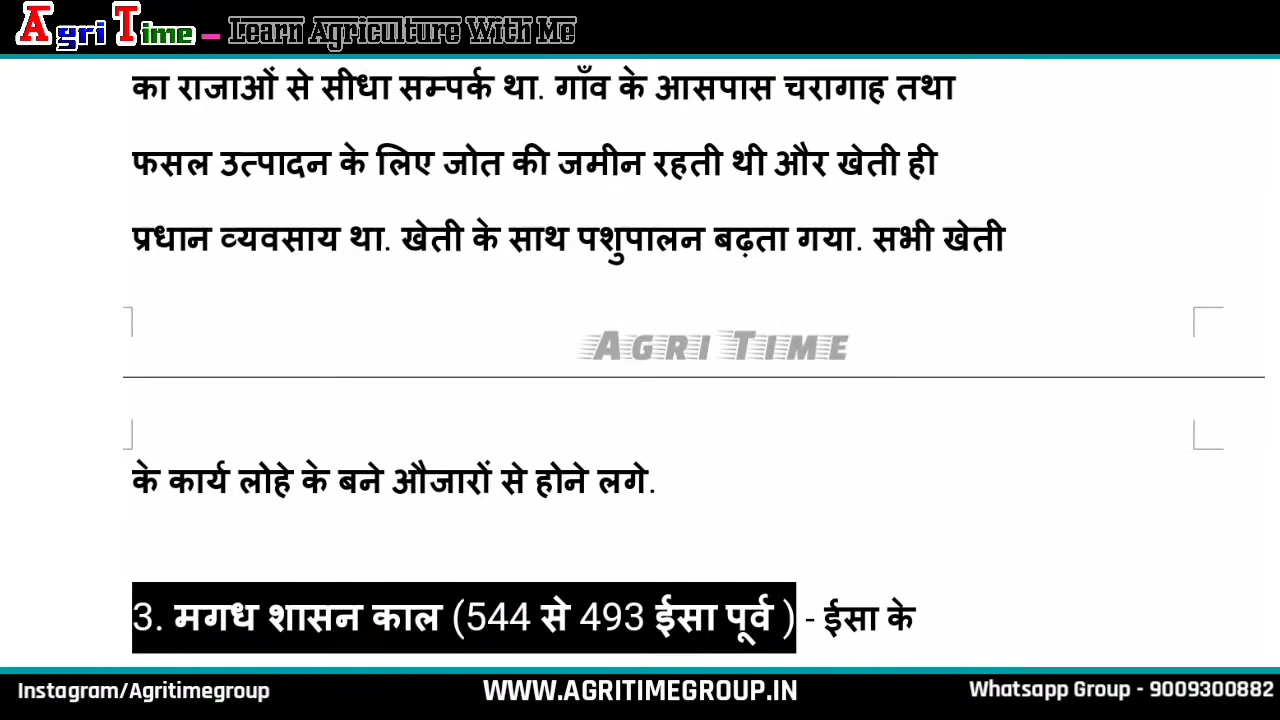 Agri Time – Learn Agriculture With Me
का राजाओं से सीधा सम्पर्क था. गाँव के आसपास चरागाह तथा
फसल उत्पादन के लिए जोत की जमीन रहती थी और खेती ही
प्रधान व्यवसाय था. खेती के साथ पशुपालन बढ़ता गया. सभी खेती
AGRI TIME
के कार्य लोहे के बने औजारों से होने लगे.
3. मगध शासन काल (544 से 493 ईसा पूर्व ) - ईसा के
Instagram/Agritimegroup WWW.AGRITIMEGROUP.IN Whatsapp Group - 9009300882